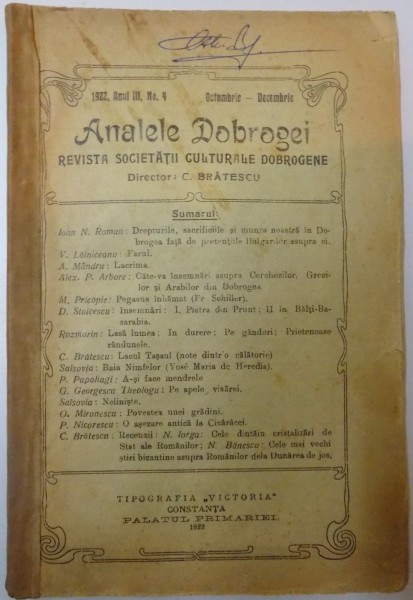 1922, Anul III, No. 4 Octombrie — Decembrie
Analele Dobrogei
REVISTA SOCIETĂȚII CULTURALE DOBROGENE
Director: C. BRĂTESCU
Sumarul:
Ioan N. Roman: Drepturile, sacrificiile și munca noastră în Do-
brogea față de pretențiile Bulgarilor asupra ei.
V. Loiniceanu: Farul.
A. Mândru: Lacrima.
Alex. P. Arbore: Câte-va însemnări asupra Cerchezilor, Greci-
lor și Arabilor din Dobrogea
M. Pricopie: Pegasus înhămat (Fr. Schiller).
D. Stoicescu: Însemnări: I. Piatra din Prunt; II în Bălți-Ba-
sarabia.
Rozmarin: Lasă lumea; În durere; Pe gânduri; Prietenoase
rândunele.
C. Brătescu: Lacul Tașaul (note dintr'o călătorie)
Salsovia: Baia Nimfelor (Yosé Maria de Heredia).
P. Papahagi: A-și face mendrele
G. Georgescu Theologu: Pe apele visărei.
Salsovia: Neliniște.
O. Mironescu: Povestea unei grădini.
P. Nicorescu: O așezare antică la Cicârâcci.
C. Brătescu: Recenzii: N. Iorga: Cele dintăiu cristalizări de
Stat ale Românilor; N. Bănescu: Cele mai vechi
știri bizantine asupra Românilor dela Dunărea de jos.
TIPOGRAFIA „VICTORIA"
CONSTANȚA
PALATUL PRIMARIEI.
1922